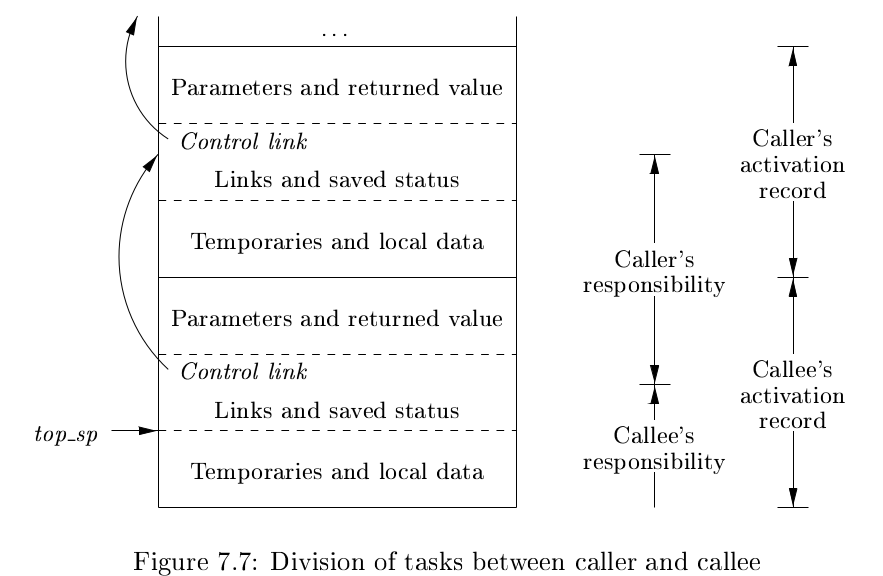 ...
Parameters and returned value
Control link
Links and saved status
Temporaries and local data
Parameters and returned value
Control link
Links and saved status
Temporaries and local data
top_sp
Caller's
responsibility
Callee's
responsibility
Caller's
activation
record
Callee's
activation
record
Figure 7.7: Division of tasks between caller and callee